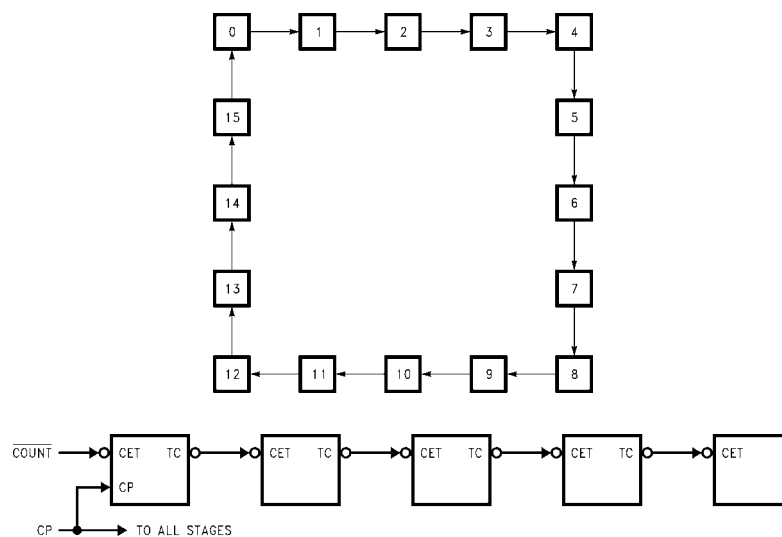 0 1 2 3 4
15 5
14 6
13 7
12 11 10 9 8
COUNT CET TC CET TC CET TC CET TC CET
CP
CP TO ALL STAGES